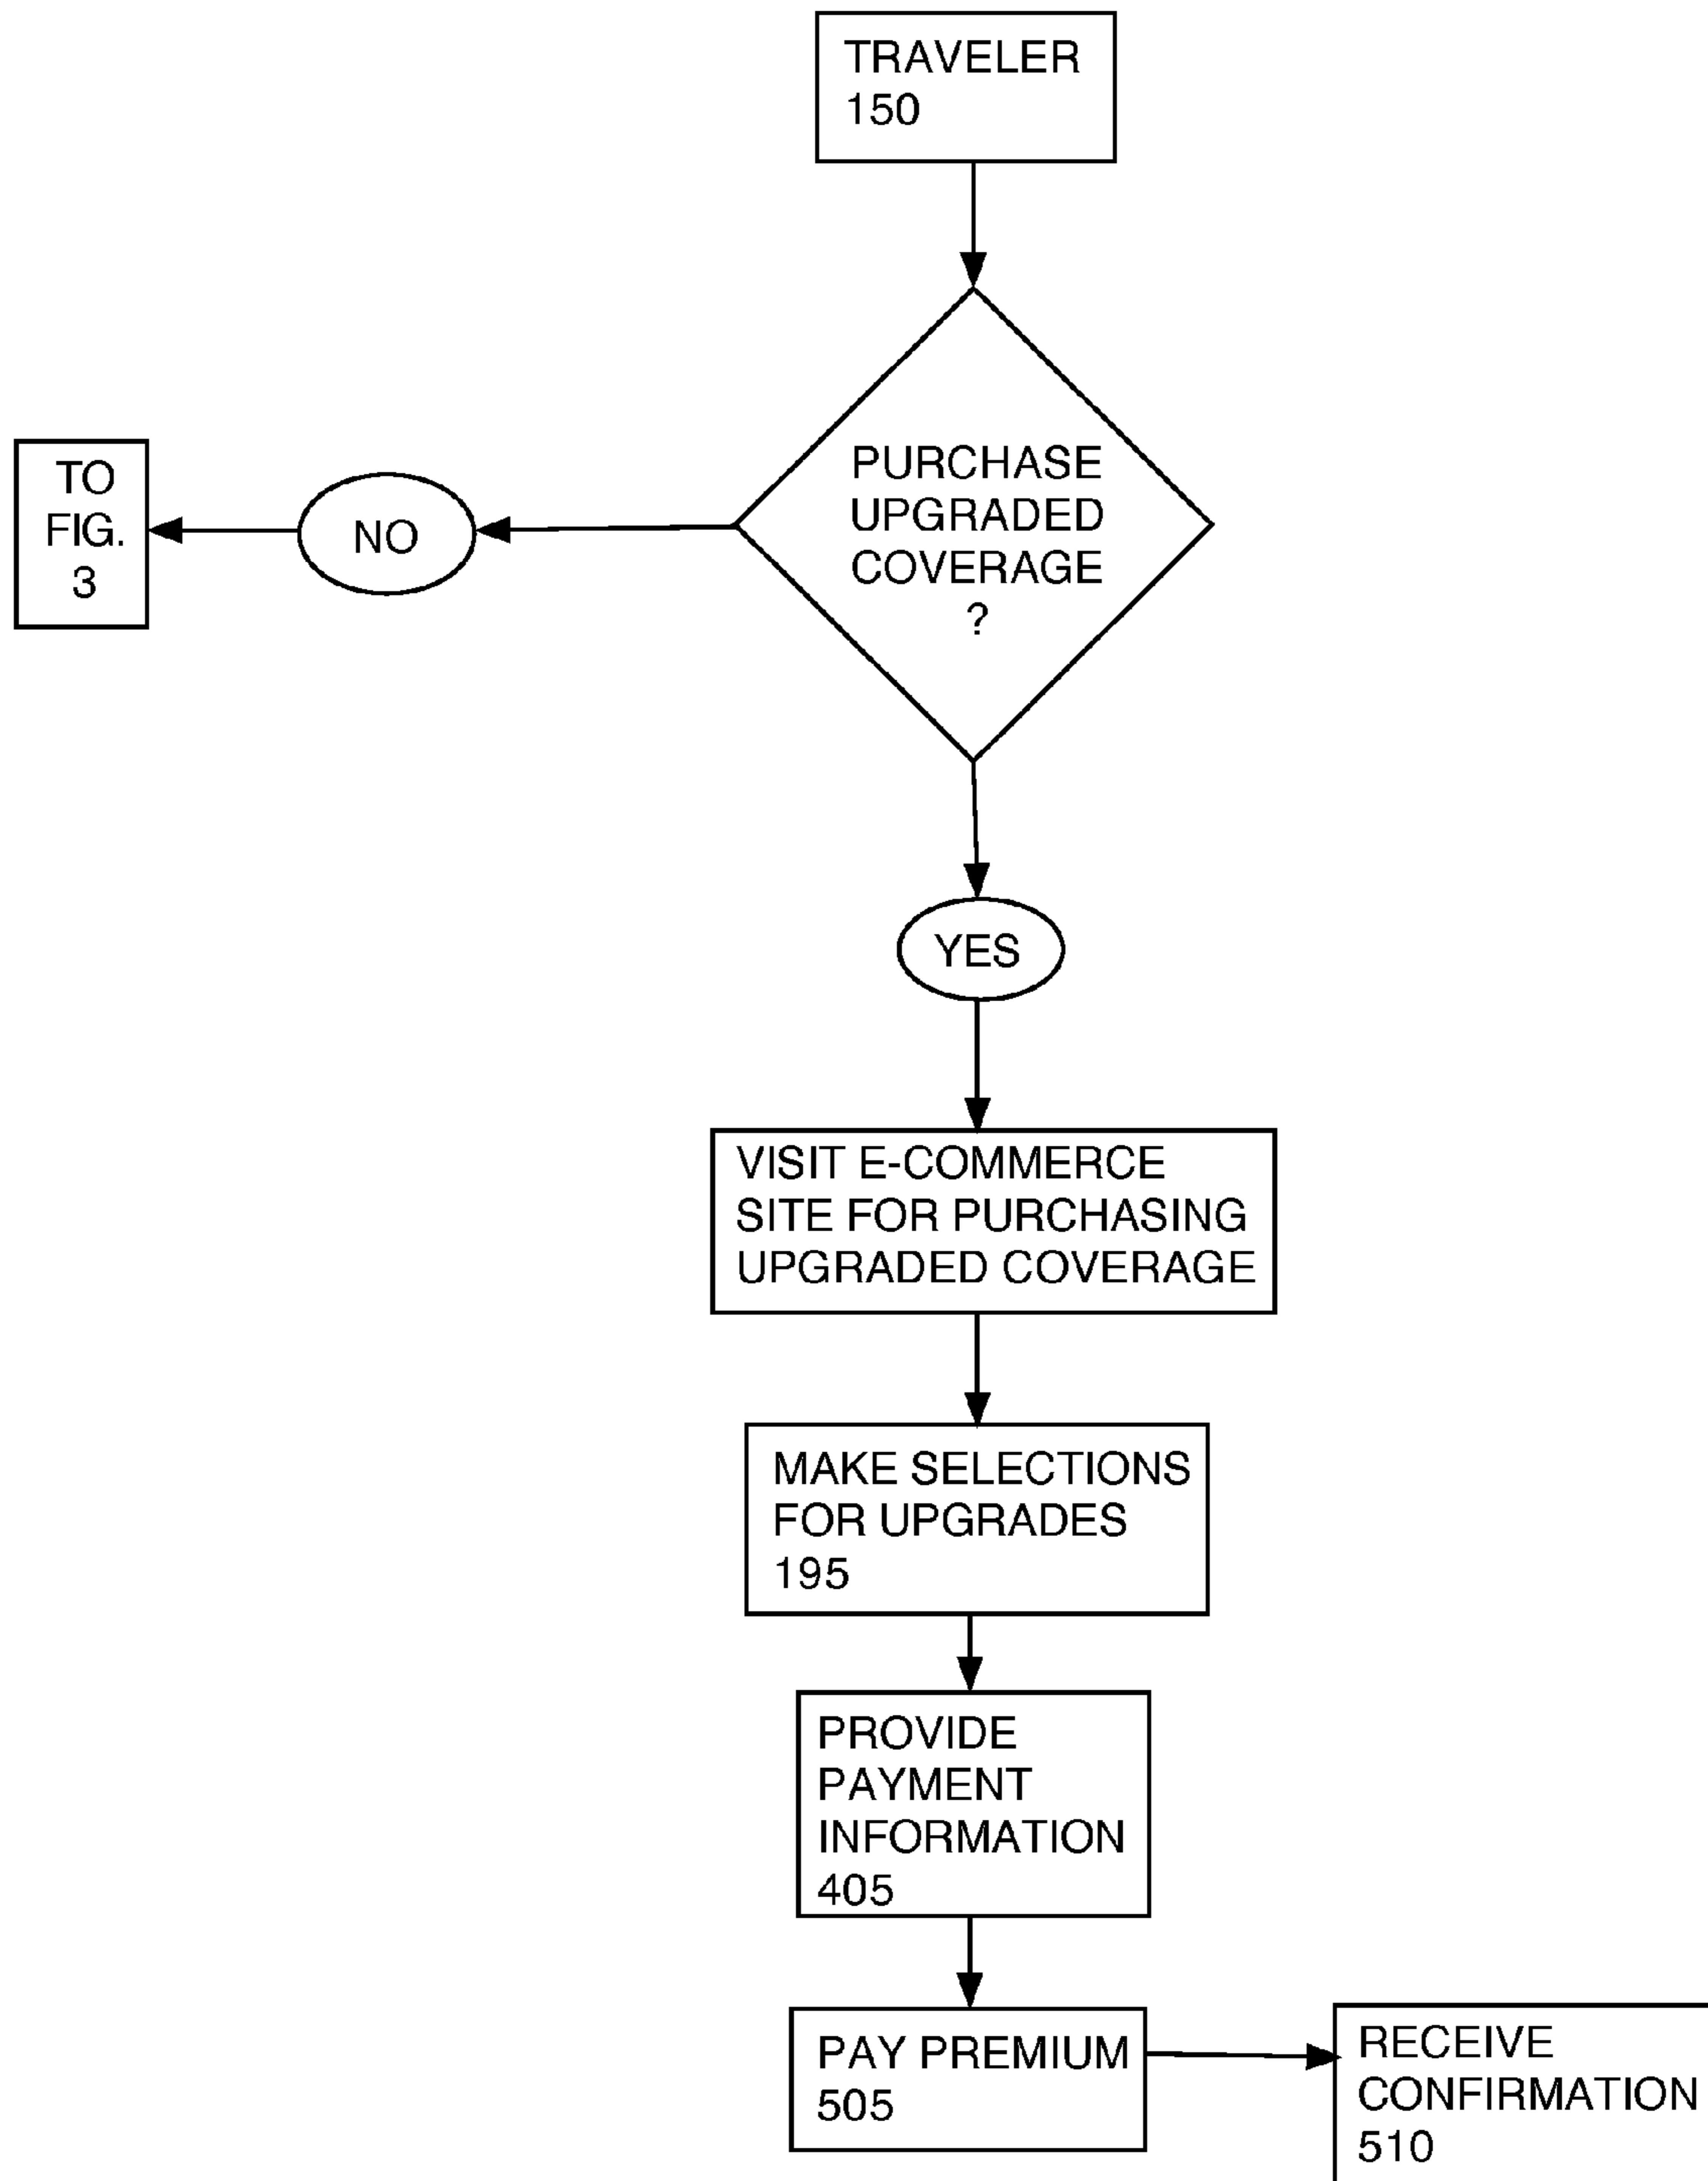 TRAVELER
150
PURCHASE
UPGRADED
COVERAGE
?
TO
FIG.
3
NO
YES
VISIT E-COMMERCE
SITE FOR PURCHASING
UPGRADED COVERAGE
MAKE SELECTIONS
FOR UPGRADES
195
PROVIDE
PAYMENT
INFORMATION
405
PAY PREMIUM
505
RECEIVE
CONFIRMATION
510